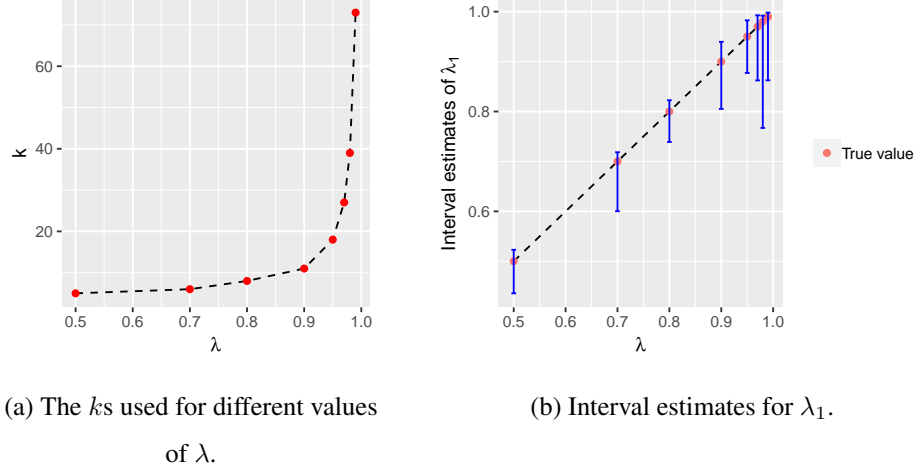 60
40
20
k
0.5
0.6
0.7
0.8
0.9
1.0
λ
1.0
0.8
0.6
Interval estimates of λ₁
0.5
0.6
0.7
0.8
0.9
1.0
λ
True value
(a) The ks used for different values
of λ.
(b) Interval estimates for λ₁.